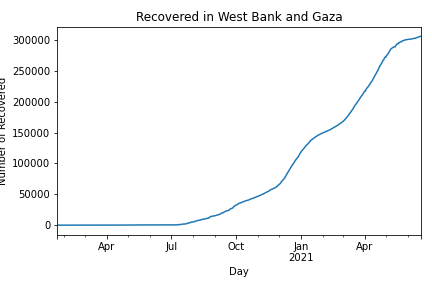 Recovered in West Bank and Gaza
Number of Recovered
300000
250000
200000
150000
100000
50000
0
Apr
Jul
Oct
Jan
2021
Apr
Day